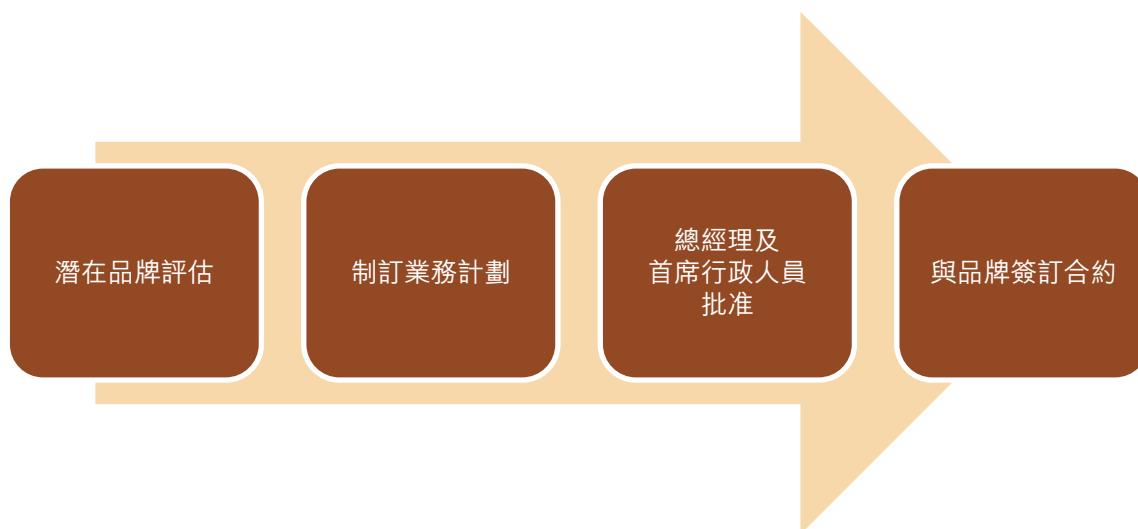 潛在品牌評估
制訂業務計劃
總經理及
首席行政人員
批准
與品牌簽訂合約